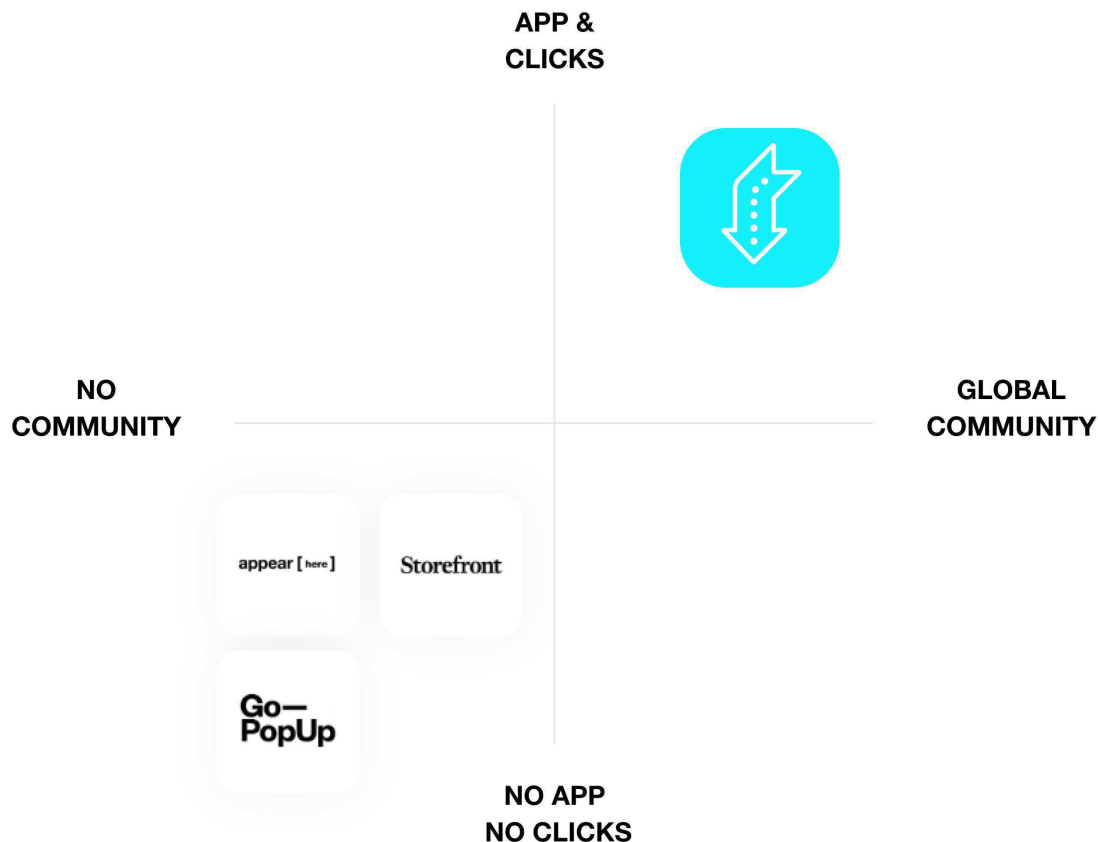 APP &
CLICKS
NO
COMMUNITY
GLOBAL
COMMUNITY
appear [ here ]
Storefront
Go—
PopUp
NO APP
NO CLICKS